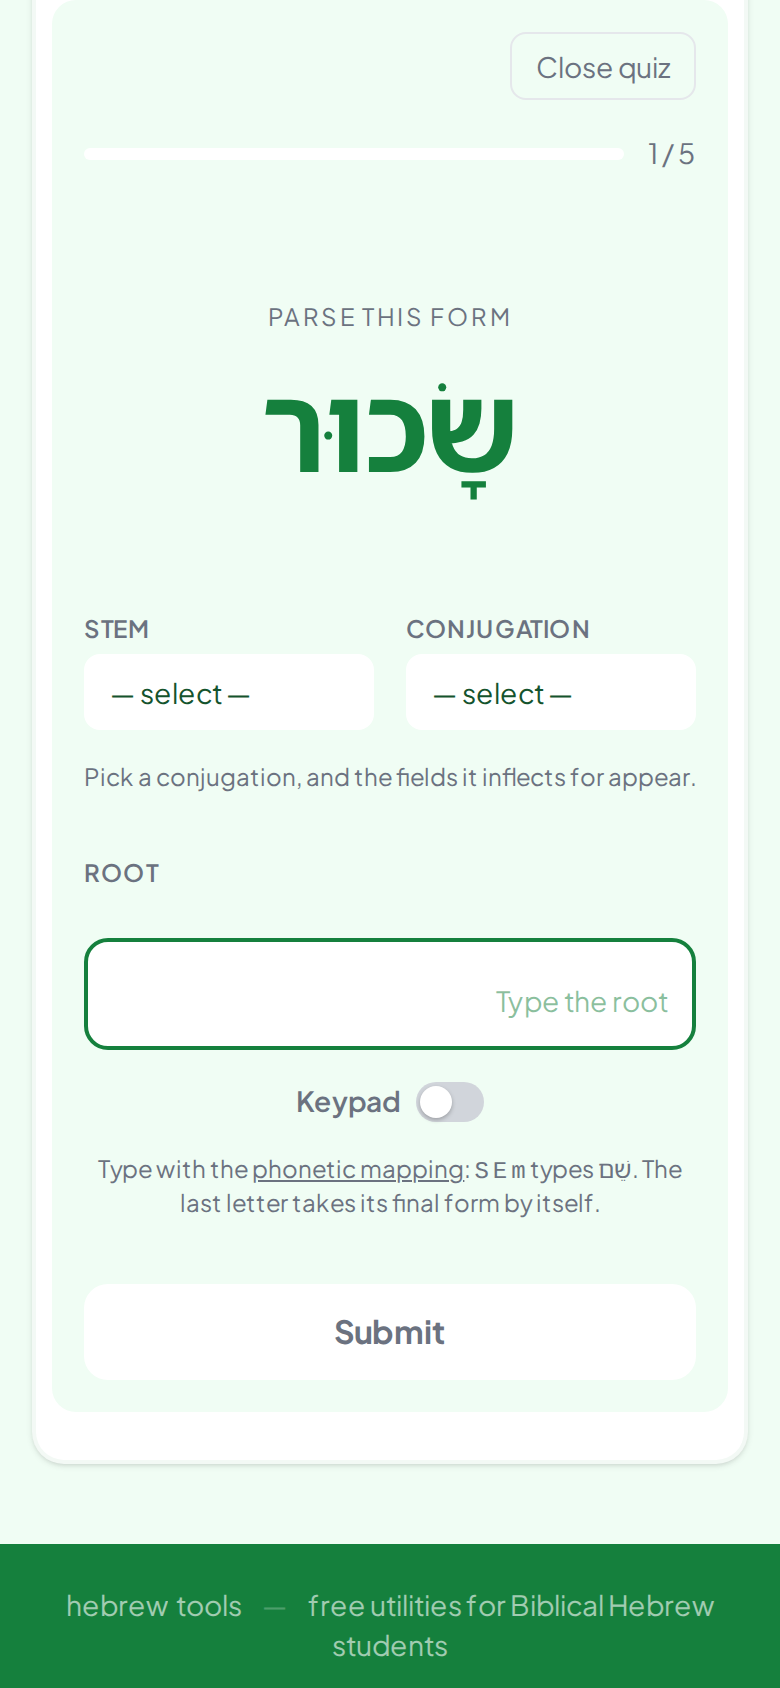 Close quiz
1 / 5
PARSE THIS FORM
שָׂכוּר
STEM
CONJUGATION
— select —
— select —
Pick a conjugation, and the fields it inflects for appear.
ROOT
Type the root
Keypad
Type with the phonetic mapping: S E m types שֵׁם. The
last letter takes its final form by itself.
Submit
hebrew tools — free utilities for Biblical Hebrew
students